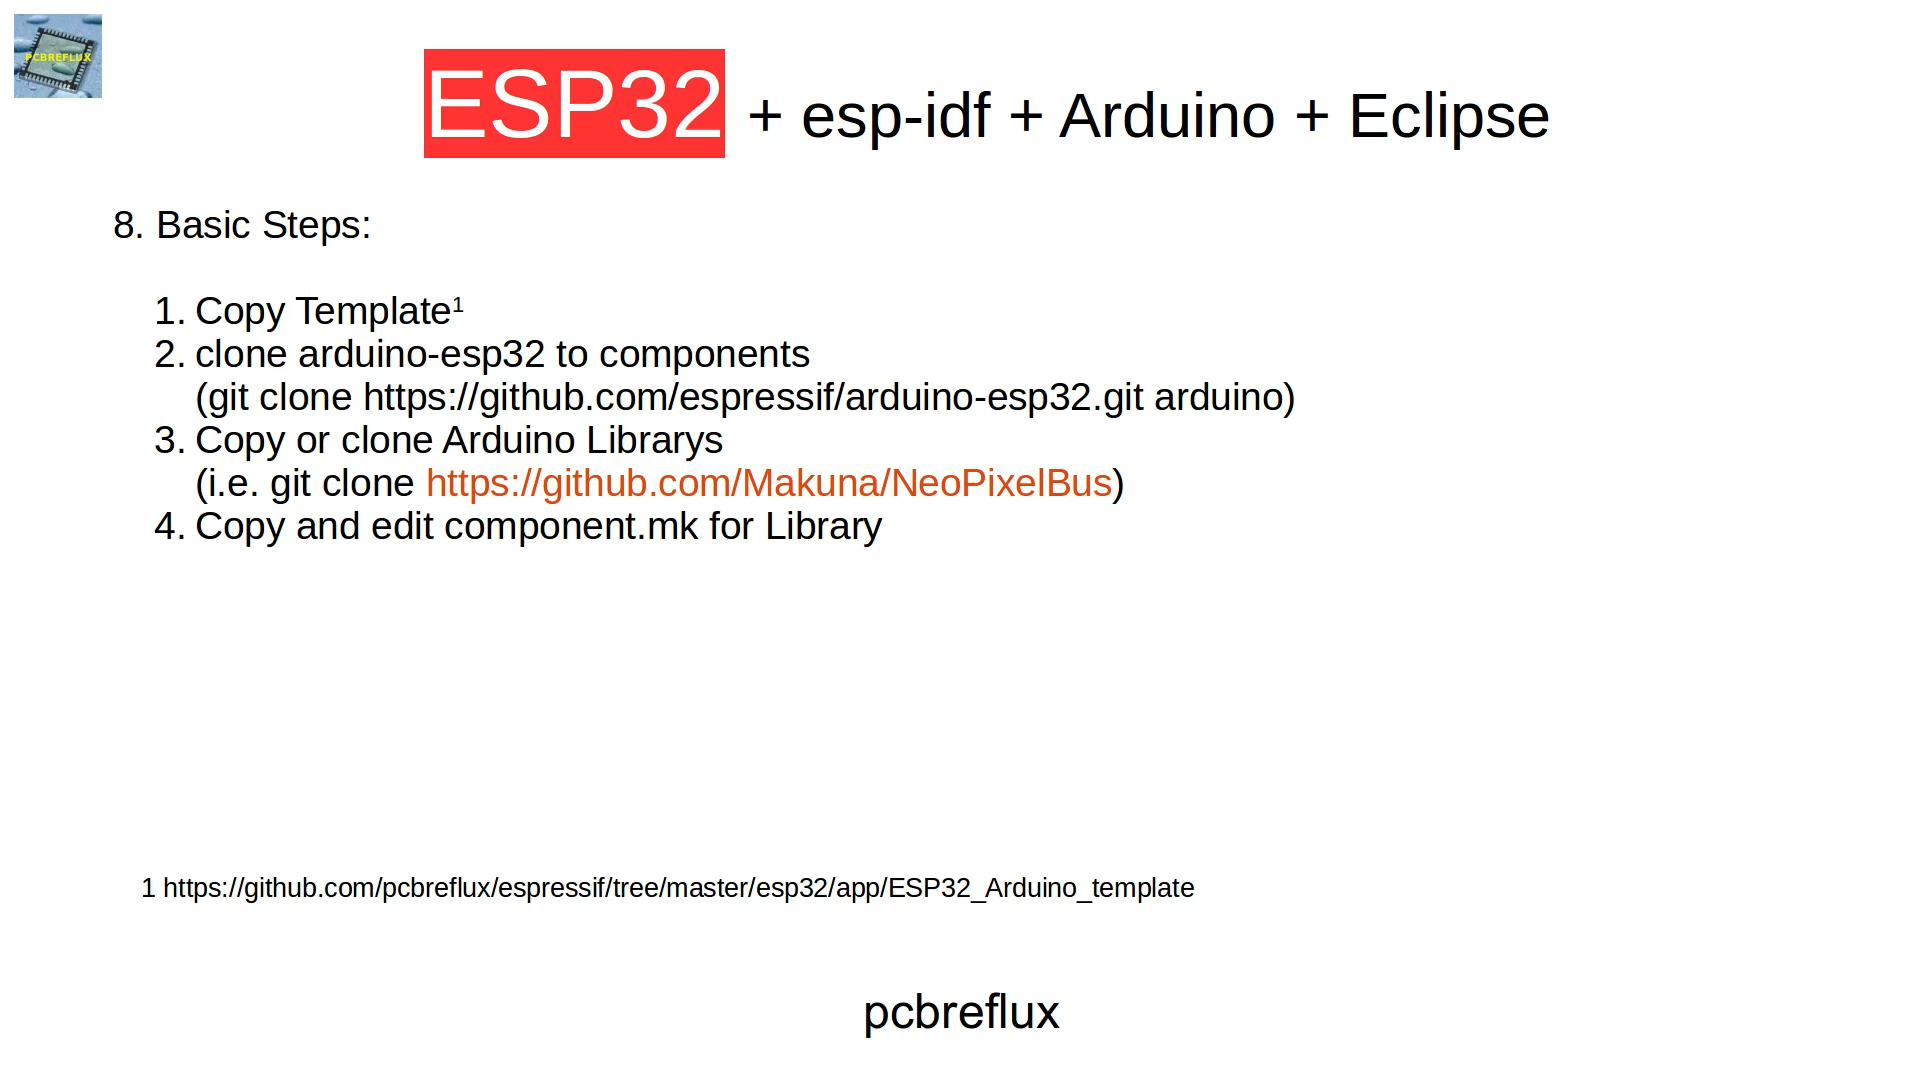 PCBREFLUX
ESP32 + esp-idf + Arduino + Eclipse
8. Basic Steps:
1. Copy Template¹
2. clone arduino-esp32 to components
(git clone https://github.com/espressif/arduino-esp32.git arduino)
3. Copy or clone Arduino Librarys
(i.e. git clone https://github.com/Makuna/NeoPixelBus)
4. Copy and edit component.mk for Library
1 https://github.com/pcbreflux/espressif/tree/master/esp32/app/ESP32_Arduino_template
pcbreflux